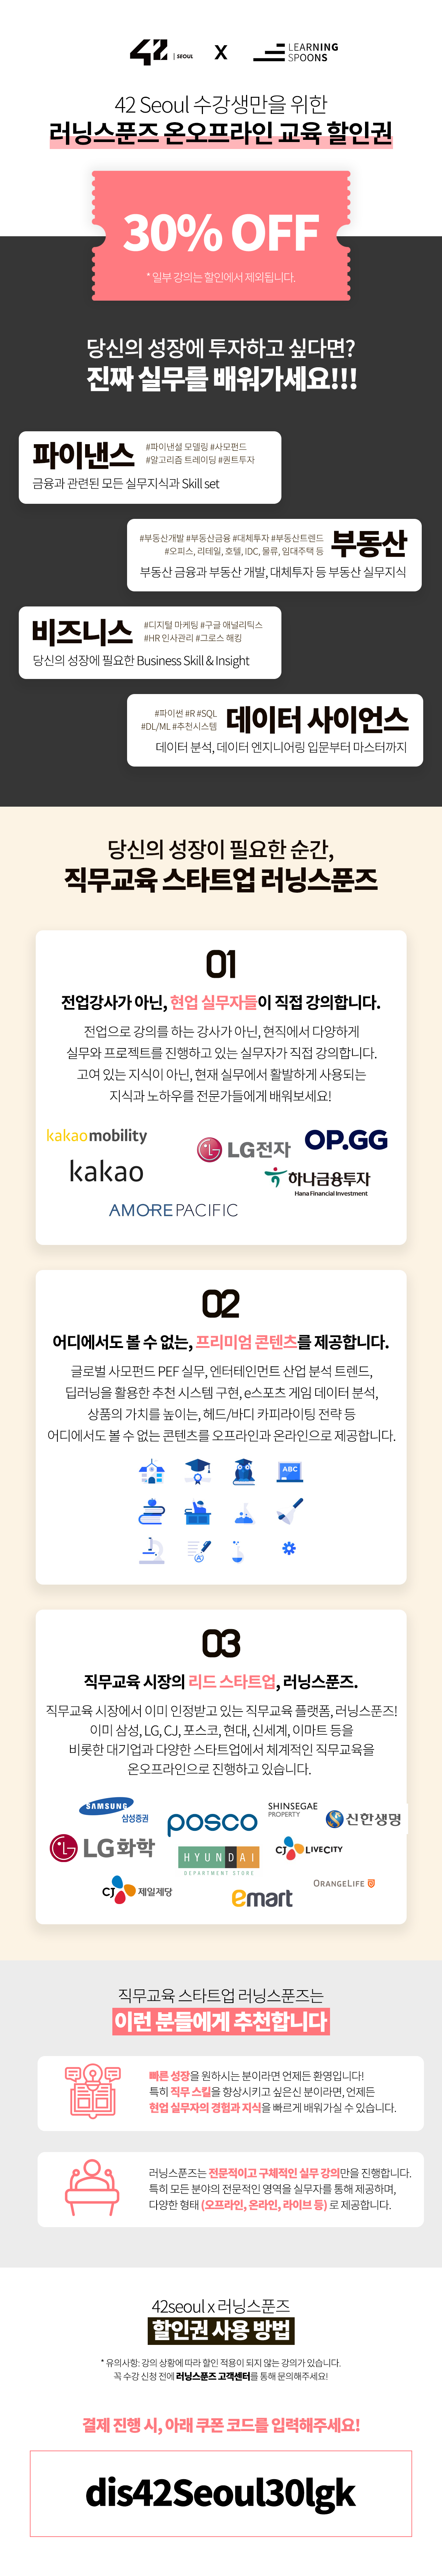 42 | SEOUL X LEARNING SPOONS
42 Seoul 수강생만을 위한
러닝스푼즈 온오프라인 교육 할인권
30% OFF
* 일부 강의는 할인에서 제외됩니다.
당신의 성장에 투자하고 싶다면?
진짜 실무를 배워가세요!!!
파이낸스
#파이낸셜 모델링 #사모펀드
#알고리즘 트레이딩 #퀀트투자
금융과 관련된 모든 실무지식과 Skill set
#부동산개발 #부동산금융 #대체투자 #부동산트렌드
#오피스, 리테일, 호텔, IDC, 물류, 임대주택 등
부동산
부동산 금융과 부동산 개발, 대체투자 등 부동산 실무지식
비즈니스
#디지털 마케팅 #구글 애널리틱스
#HR 인사관리 #그로스 해킹
당신의 성장에 필요한 Business Skill & Insight
#파이썬 #R #SQL
#DL/ML #추천시스템
데이터 사이언스
데이터 분석, 데이터 엔지니어링 입문부터 마스터까지
당신의 성장이 필요한 순간,
직무교육 스타트업 러닝스푼즈
01
전업강사가 아닌, 현업 실무자들이 직접 강의합니다.
전업으로 강의를 하는 강사가 아닌, 현직에서 다양하게
실무와 프로젝트를 진행하고 있는 실무자가 직접 강의합니다.
고여 있는 지식이 아닌, 현재 실무에서 활발하게 사용되는
지식과 노하우를 전문가들에게 배워보세요!
kakaomobility
LG전자
OP.GG
kakao
하나금융투자
Hana Financial Investment
AMOREPACIFIC
02
어디에서도 볼 수 없는, 프리미엄 콘텐츠를 제공합니다.
글로벌 사모펀드 PEF 실무, 엔터테인먼트 산업 분석 트렌드,
딥러닝을 활용한 추천 시스템 구현, e스포츠 게임 데이터 분석,
상품의 가치를 높이는, 헤드/바디 카피라이팅 전략 등
어디에서도 볼 수 없는 콘텐츠를 오프라인과 온라인으로 제공합니다.
ABC
03
직무교육 시장의 리드 스타트업, 러닝스푼즈.
직무교육 시장에서 이미 인정받고 있는 직무교육 플랫폼, 러닝스푼즈!
이미 삼성, LG, CJ, 포스코, 현대, 신세계, 이마트 등을
비롯한 대기업과 다양한 스타트업에서 체계적인 직무교육을
온오프라인으로 진행하고 있습니다.
SAMSUNG
삼성증권
posco
SHINSEGAE
PROPERTY
신한생명
LG화학
HYUNDAI
DEPARTMENT STORE
CJ LIVECITY
CJ 제일제당
emart
ORANGELIFE
직무교육 스타트업 러닝스푼즈는
이런 분들에게 추천합니다
빠른 성장을 원하시는 분이라면 언제든 환영입니다!
특히 직무 스킬을 향상시키고 싶은신 분이라면, 언제든
현업 실무자의 경험과 지식을 빠르게 배워가실 수 있습니다.
러닝스푼즈는 전문적이고 구체적인 실무 강의만을 진행합니다.
특히 모든 분야의 전문적인 영역을 실무자를 통해 제공하며,
다양한 형태 (오프라인, 온라인, 라이브 등) 로 제공합니다.
42seoul x 러닝스푼즈
할인권 사용 방법
* 유의사항: 강의 상황에 따라 할인 적용이 되지 않는 강의가 있습니다.
꼭 수강 신청 전에 러닝스푼즈 고객센터를 통해 문의해주세요!
결제 진행 시, 아래 쿠폰 코드를 입력해주세요!
dis42Seoul30lgk